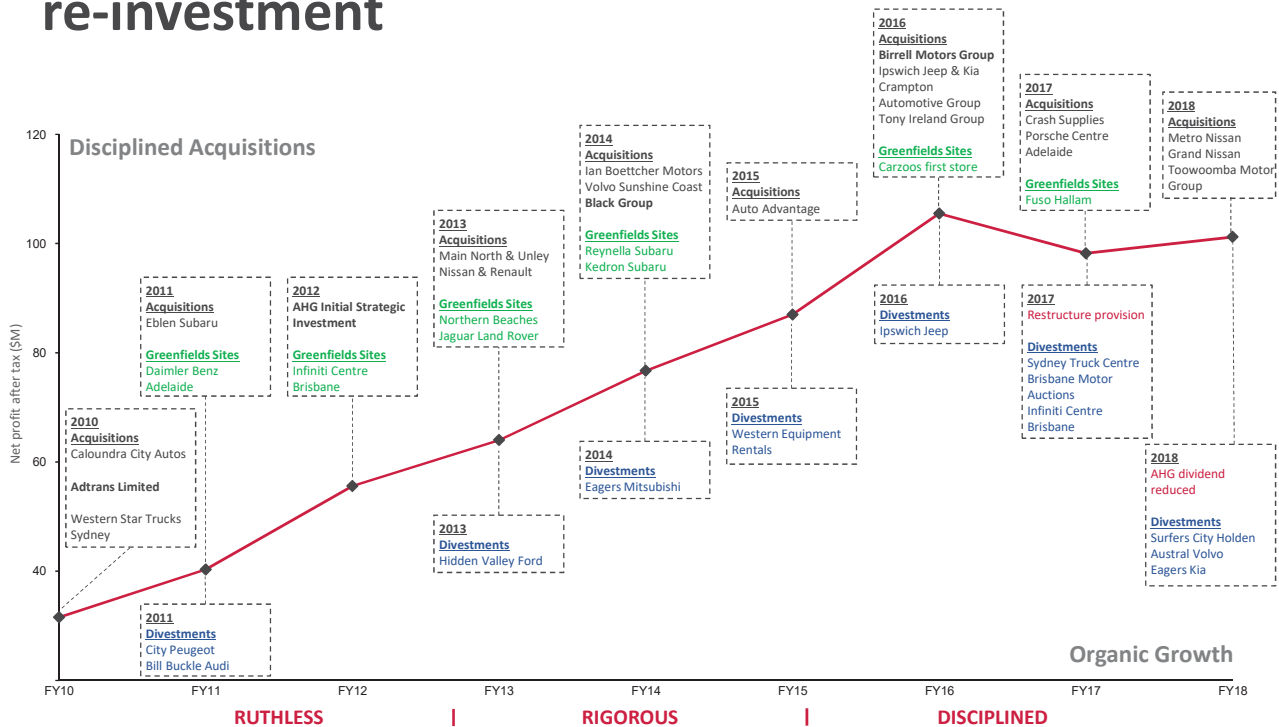 re-investment
Disciplined Acquisitions
Net profit after tax ($M)
120
100
80
60
40
2010
Acquisitions
Caloundra City Autos
Adtrans Limited
Western Star Trucks
Sydney
2011
Acquisitions
Eblen Subaru
Greenfields Sites
Daimler Benz
Adelaide
2011
Divestments
City Peugeot
Bill Buckle Audi
2012
AHG Initial Strategic
Investment
Greenfields Sites
Infiniti Centre
Brisbane
2013
Acquisitions
Main North & Unley
Nissan & Renault
Greenfields Sites
Northern Beaches
Jaguar Land Rover
2013
Divestments
Hidden Valley Ford
2014
Acquisitions
Ian Boettcher Motors
Volvo Sunshine Coast
Black Group
Greenfields Sites
Reynella Subaru
Kedron Subaru
2014
Divestments
Eagers Mitsubishi
2015
Acquisitions
Auto Advantage
2015
Divestments
Western Equipment
Rentals
2016
Acquisitions
Birrell Motors Group
Ipswich Jeep & Kia
Crampton
Automotive Group
Tony Ireland Group
Greenfields Sites
Carzoos first store
2016
Divestments
Ipswich Jeep
2017
Acquisitions
Crash Supplies
Porsche Centre
Adelaide
Greenfields Sites
Fuso Hallam
2017
Restructure provision
Divestments
Sydney Truck Centre
Brisbane Motor
Auctions
Infiniti Centre
Brisbane
2018
Acquisitions
Metro Nissan
Grand Nissan
Toowoomba Motor
Group
2018
AHG dividend
reduced
Divestments
Surfers City Holden
Austral Volvo
Eagers Kia
Organic Growth
FY10 FY11 FY12 FY13 FY14 FY15 FY16 FY17 FY18
RUTHLESS | RIGOROUS | DISCIPLINED